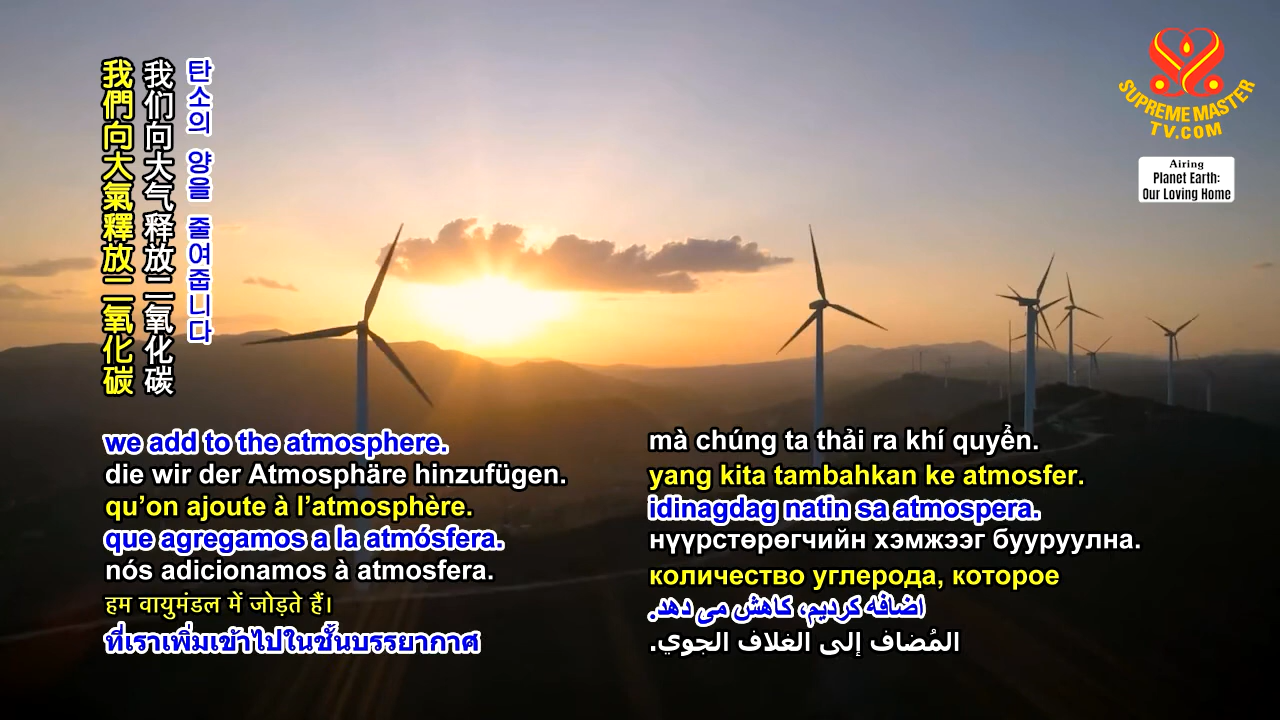 我們向大氣釋放二氧化碳
我们向大气释放二氧化碳
탄소의 양을 줄여줍니다
SUPREME MASTER
TV.COM
Airing
Planet Earth:
Our Loving Home
we add to the atmosphere.
die wir der Atmosphäre hinzufügen.
qu’on ajoute à l’atmosphère.
que agregamos a la atmósfera.
nós adicionamos à atmosfera.
हम वायुमंडल में जोड़ते हैं।
ที่เราเพิ่มเข้าไปในชั้นบรรยากาศ
mà chúng ta thải ra khí quyển.
yang kita tambahkan ke atmosfer.
idinagdag natin sa atmospera.
нүүрстөрөгчийн хэмжээг бууруулна.
количество углерода, которое
اضافه کردیم، کاهش می دهد.
المُضاف إلى الغلاف الجوي.